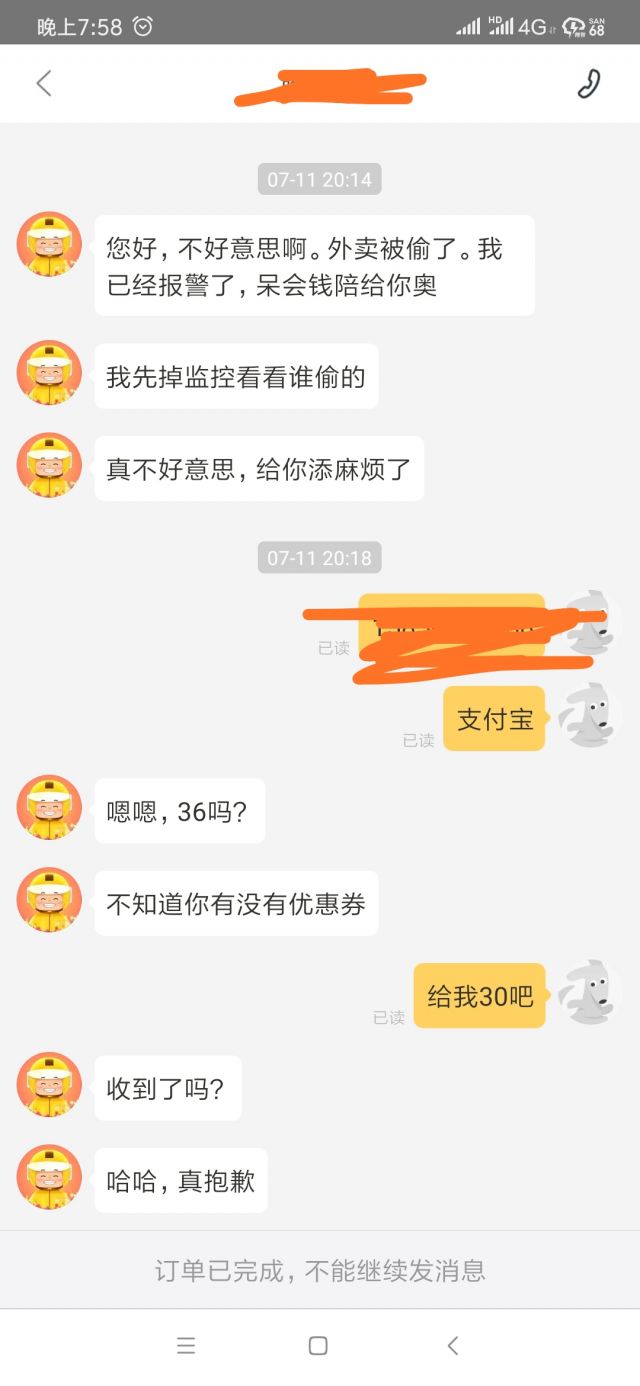 晚上7:58
HD
4G
SAN
68
07-11 20:14
您好，不好意思啊。外卖被偷了。我
已经报警了，呆会钱陪给你奥
我先掉监控看看谁偷的
真不好意思，给你添麻烦了
07-11 20:18
已读
支付宝
已读
嗯嗯，36吗？
不知道你有没有优惠券
给我30吧
已读
收到了吗？
哈哈，真抱歉
订单已完成，不能继续发消息